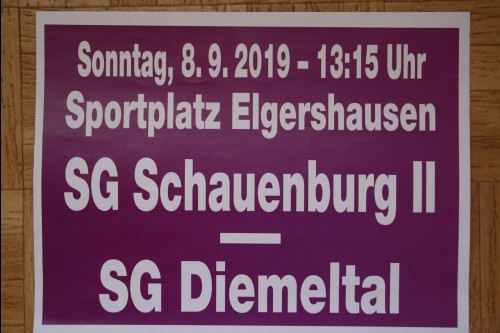 Sonntag, 8. 9. 2019 – 13:15 Uhr
Sportplatz Elgershausen
SG Schauenburg II
–
SG Diemeltal